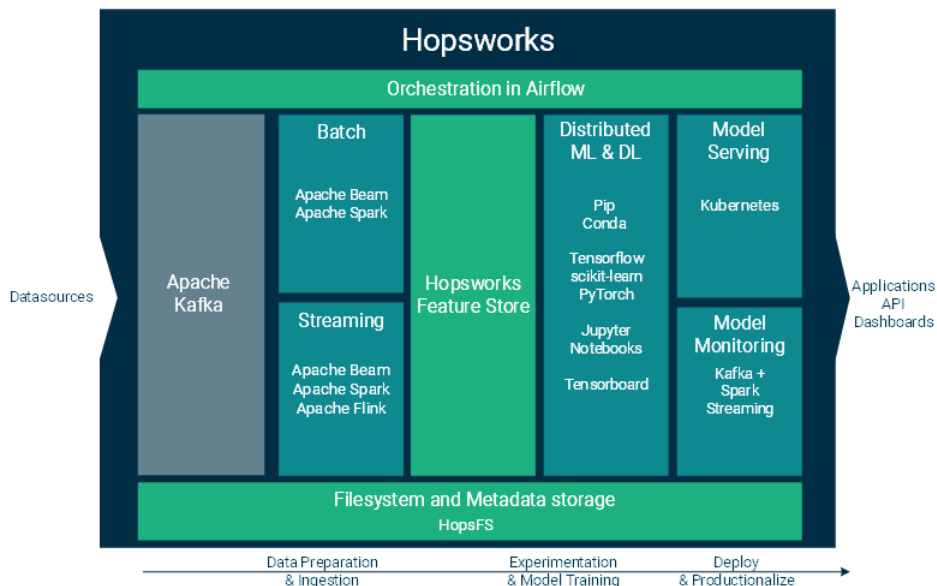 Hopsworks
Orchestration in Airflow
Datasources
Apache
Kafka
Batch
Apache Beam
Apache Spark
Streaming
Apache Beam
Apache Spark
Apache Flink
Hopsworks
Feature Store
Distributed
ML & DL
Pip
Conda
Tensorflow
scikit-learn
PyTorch
Jupyter
Notebooks
Tensorboard
Model
Serving
Kubernetes
Model
Monitoring
Kafka +
Spark
Streaming
Applications
API
Dashboards
Filesystem and Metadata storage
HopsFS
Data Preparation
& Ingestion
Experimentation
& Model Training
Deploy
& Productionalize